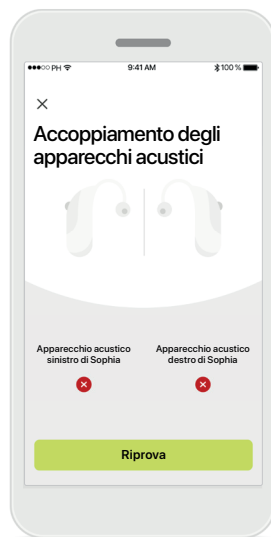 ●●●○○ PH 9:41 AM 100 %
Accoppiamento degli
apparecchi acustici
Apparecchio acustico
sinistro di Sophia
Apparecchio acustico
destro di Sophia
Riprova